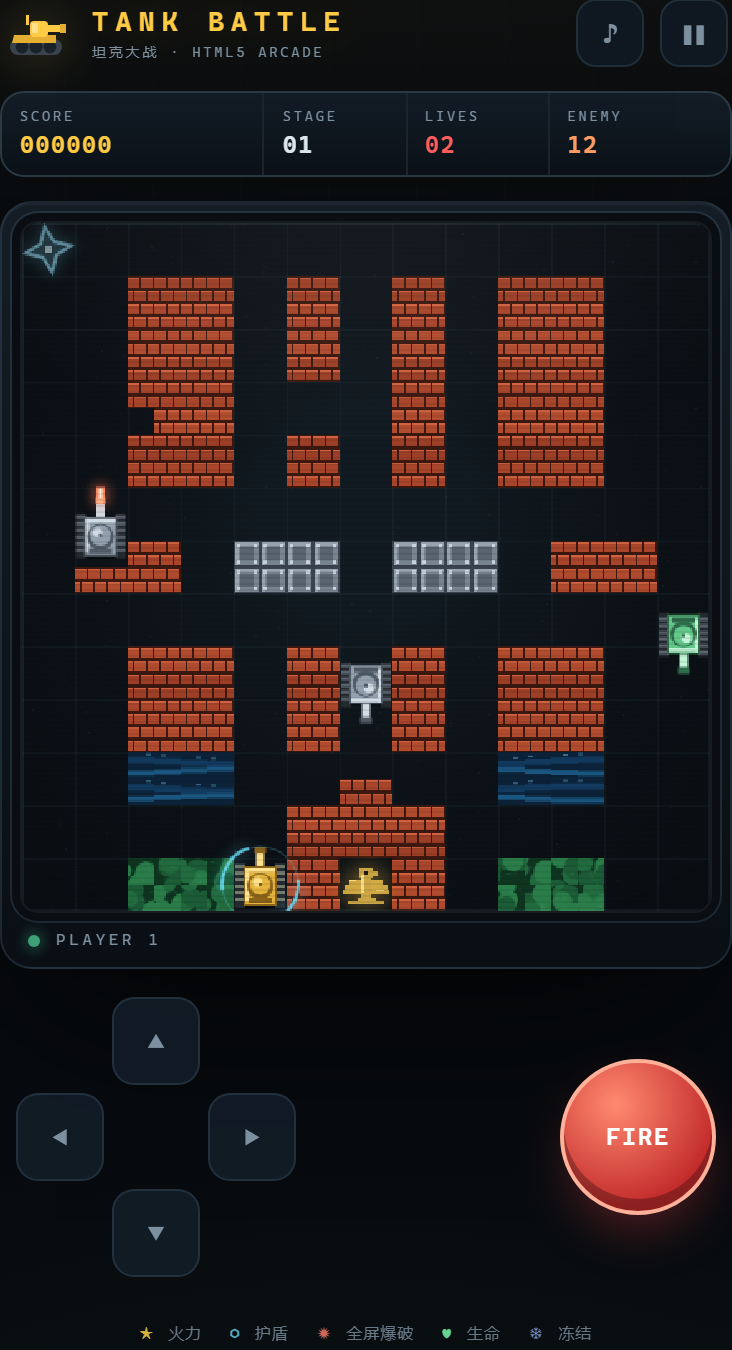 TANK BATTLE
坦克大战 · HTML5 ARCADE
SCORE STAGE LIVES ENEMY
000000 01 02 12
PLAYER 1
FIRE
火力 护盾 全屏爆破 生命 冻结